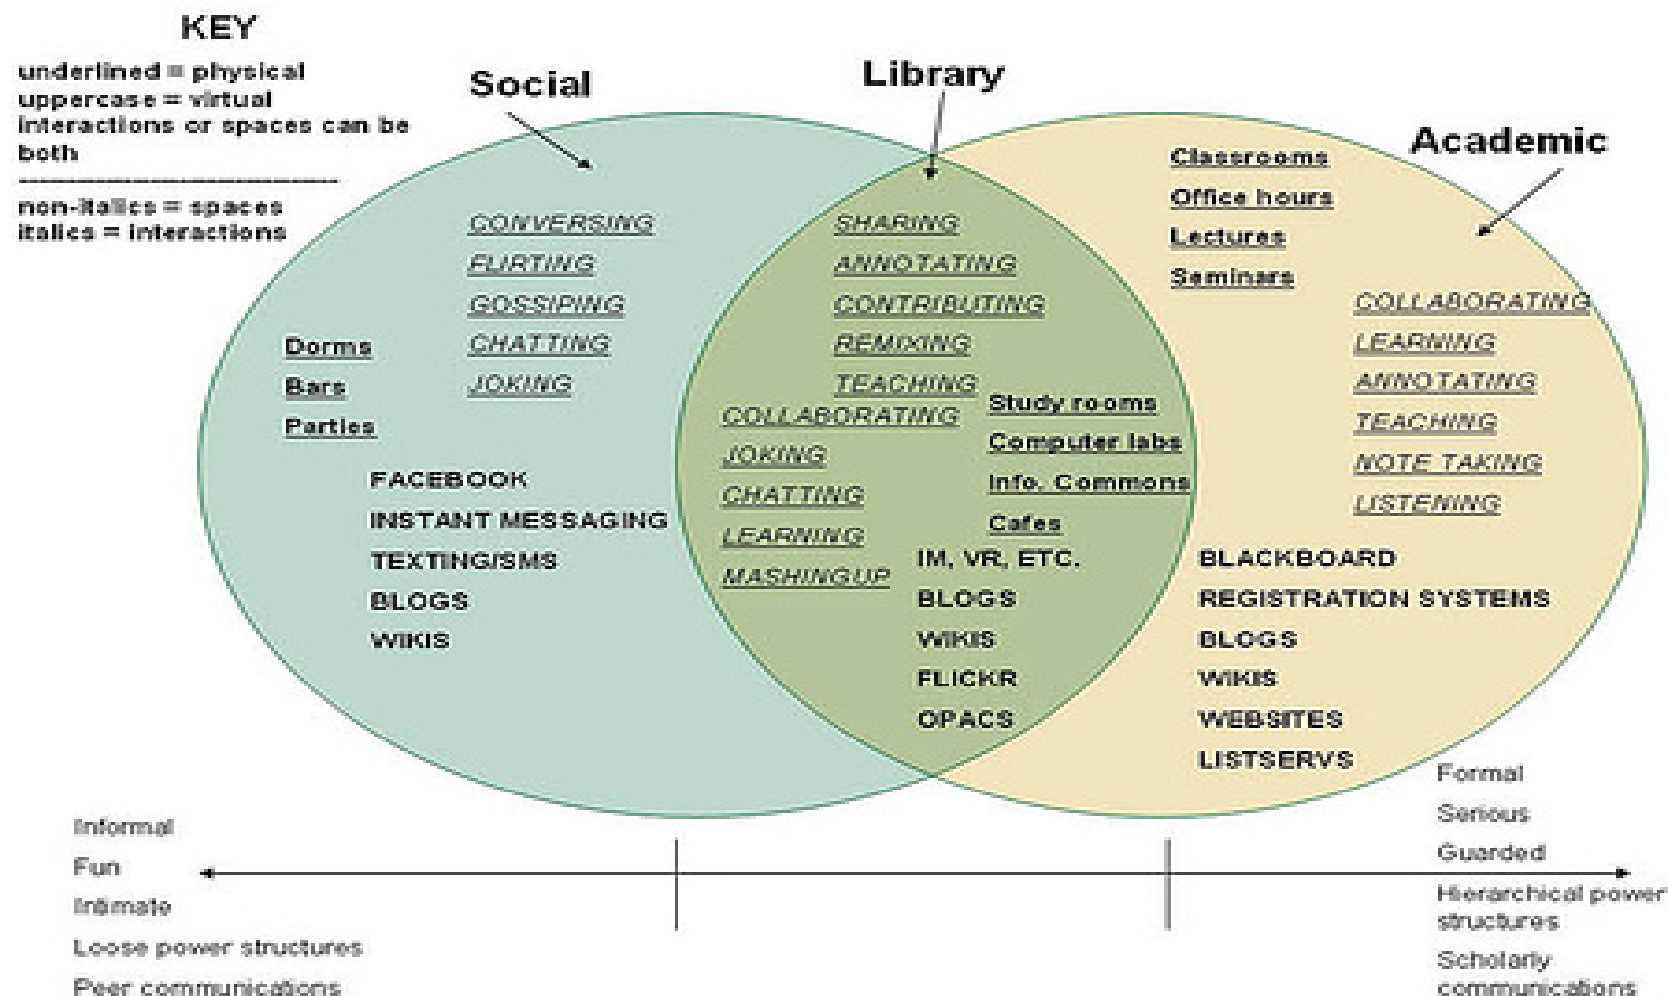 KEY
underlined = physical
uppercase = virtual
interactions or spaces can be
both
------------------------------
non-italics = spaces
italics = interactions
Social
Library
Academic
CONVERSING
FLIRTING
GOSSIPING
CHATTING
JOKING
Dorms
Bars
Parties
FACEBOOK
INSTANT MESSAGING
TEXTING/SMS
BLOGS
WIKIS
SHARING
ANNOTATING
CONTRIBUTING
REMIXING
TEACHING
COLLABORATING
JOKING
CHATTING
LEARNING
MASHINGUP
Study rooms
Computer labs
Info. Commons
Cafes
IM, VR, ETC.
BLOGS
WIKIS
FLICKR
OPACS
Classrooms
Office hours
Lectures
Seminars
COLLABORATING
LEARNING
ANNOTATING
TEACHING
NOTE TAKING
LISTENING
BLACKBOARD
REGISTRATION SYSTEMS
BLOGS
WIKIS
WEBSITES
LISTSERVS
Informal
Fun
Intimate
Loose power structures
Peer communications
Formal
Serious
Guarded
Hierarchical power
structures
Scholarly
communications